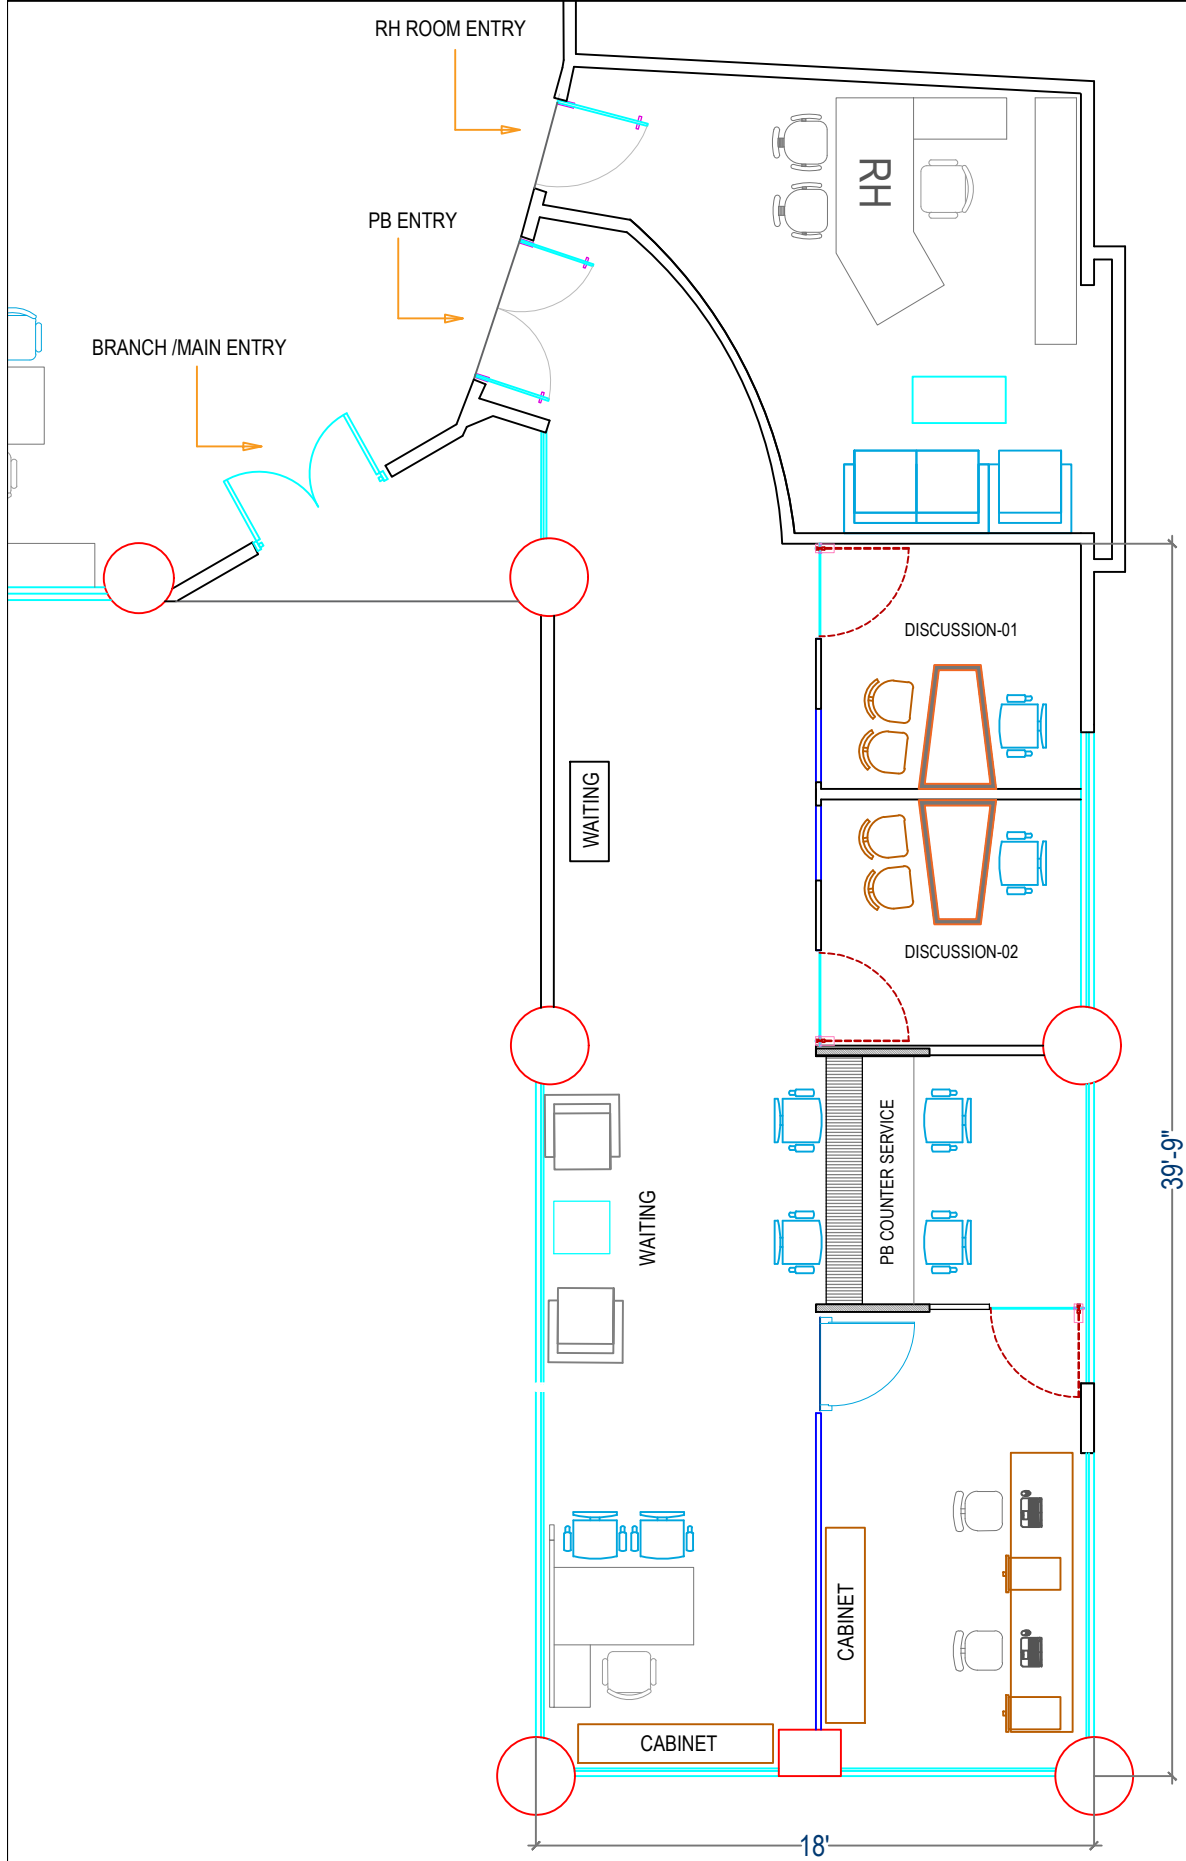 RH ROOM ENTRY
RH
PB ENTRY
BRANCH /MAIN ENTRY
DISCUSSION-01
WAITING
DISCUSSION-02
PB COUNTER SERVICE
39'-9"
WAITING
CABINET
CABINET
18'